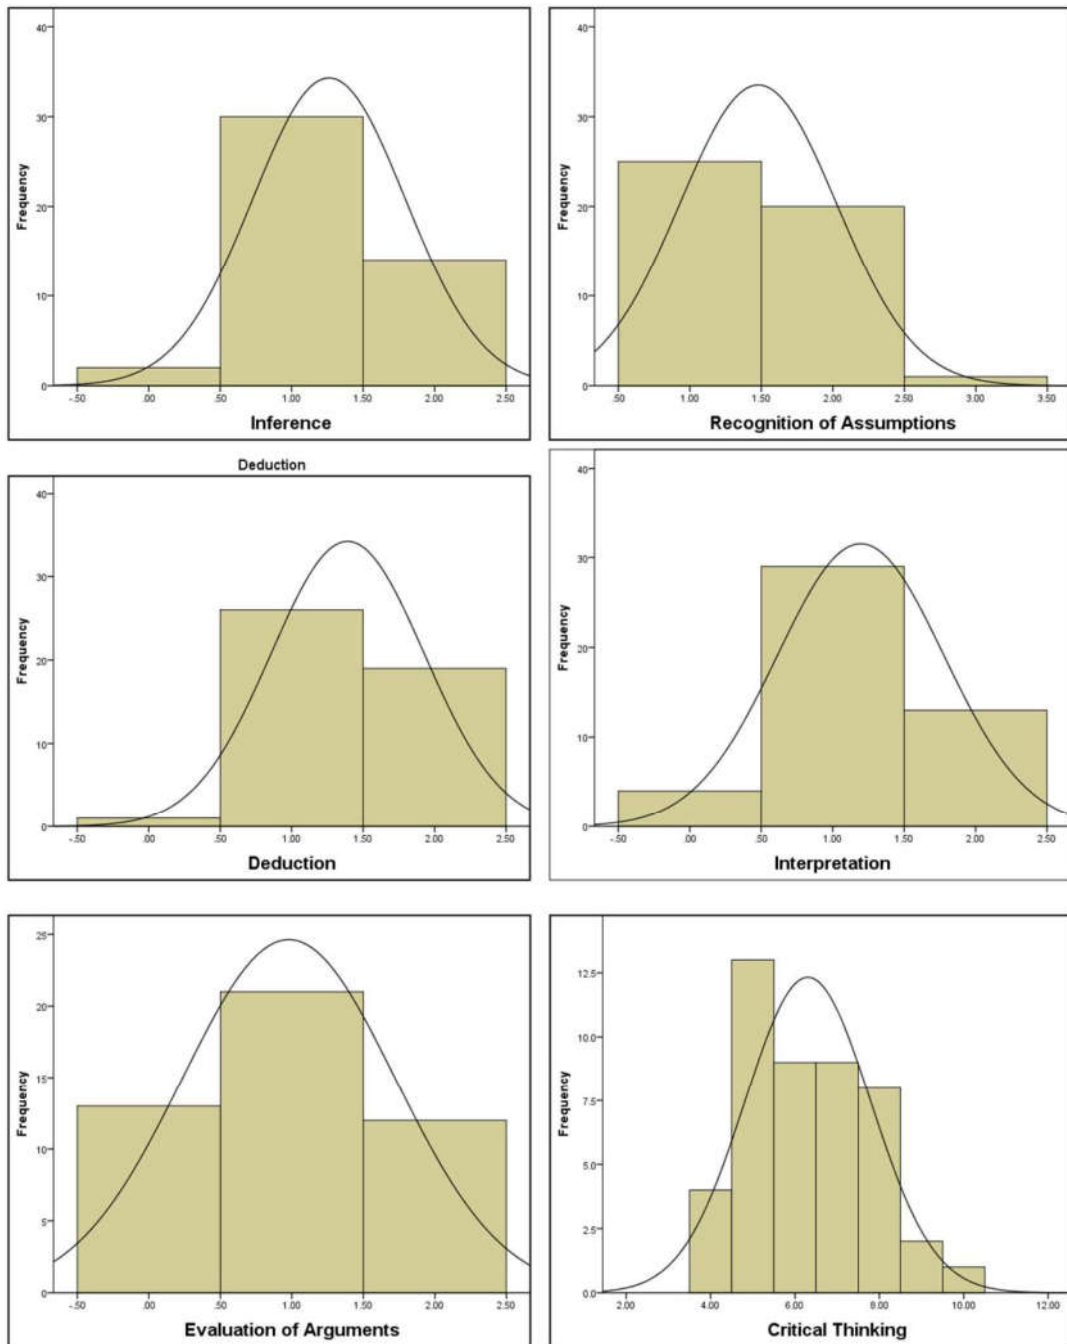 40
30
20
10
0
Frequency
-.50 .00 .50 1.00 1.50 2.00 2.50
Inference
40
30
20
10
0
Frequency
.50 1.00 1.50 2.00 2.50 3.00 3.50
Recognition of Assumptions
Deduction
40
30
20
10
0
Frequency
-.50 .00 .50 1.00 1.50 2.00 2.50
Deduction
40
30
20
10
0
Frequency
-.50 .00 .50 1.00 1.50 2.00 2.50
Interpretation
25
20
15
10
5
0
Frequency
-.50 .00 .50 1.00 1.50 2.00 2.50
Evaluation of Arguments
12.5
10.0
7.5
5.0
2.5
0.0
Frequency
2.00 4.00 6.00 8.00 10.00 12.00
Critical Thinking